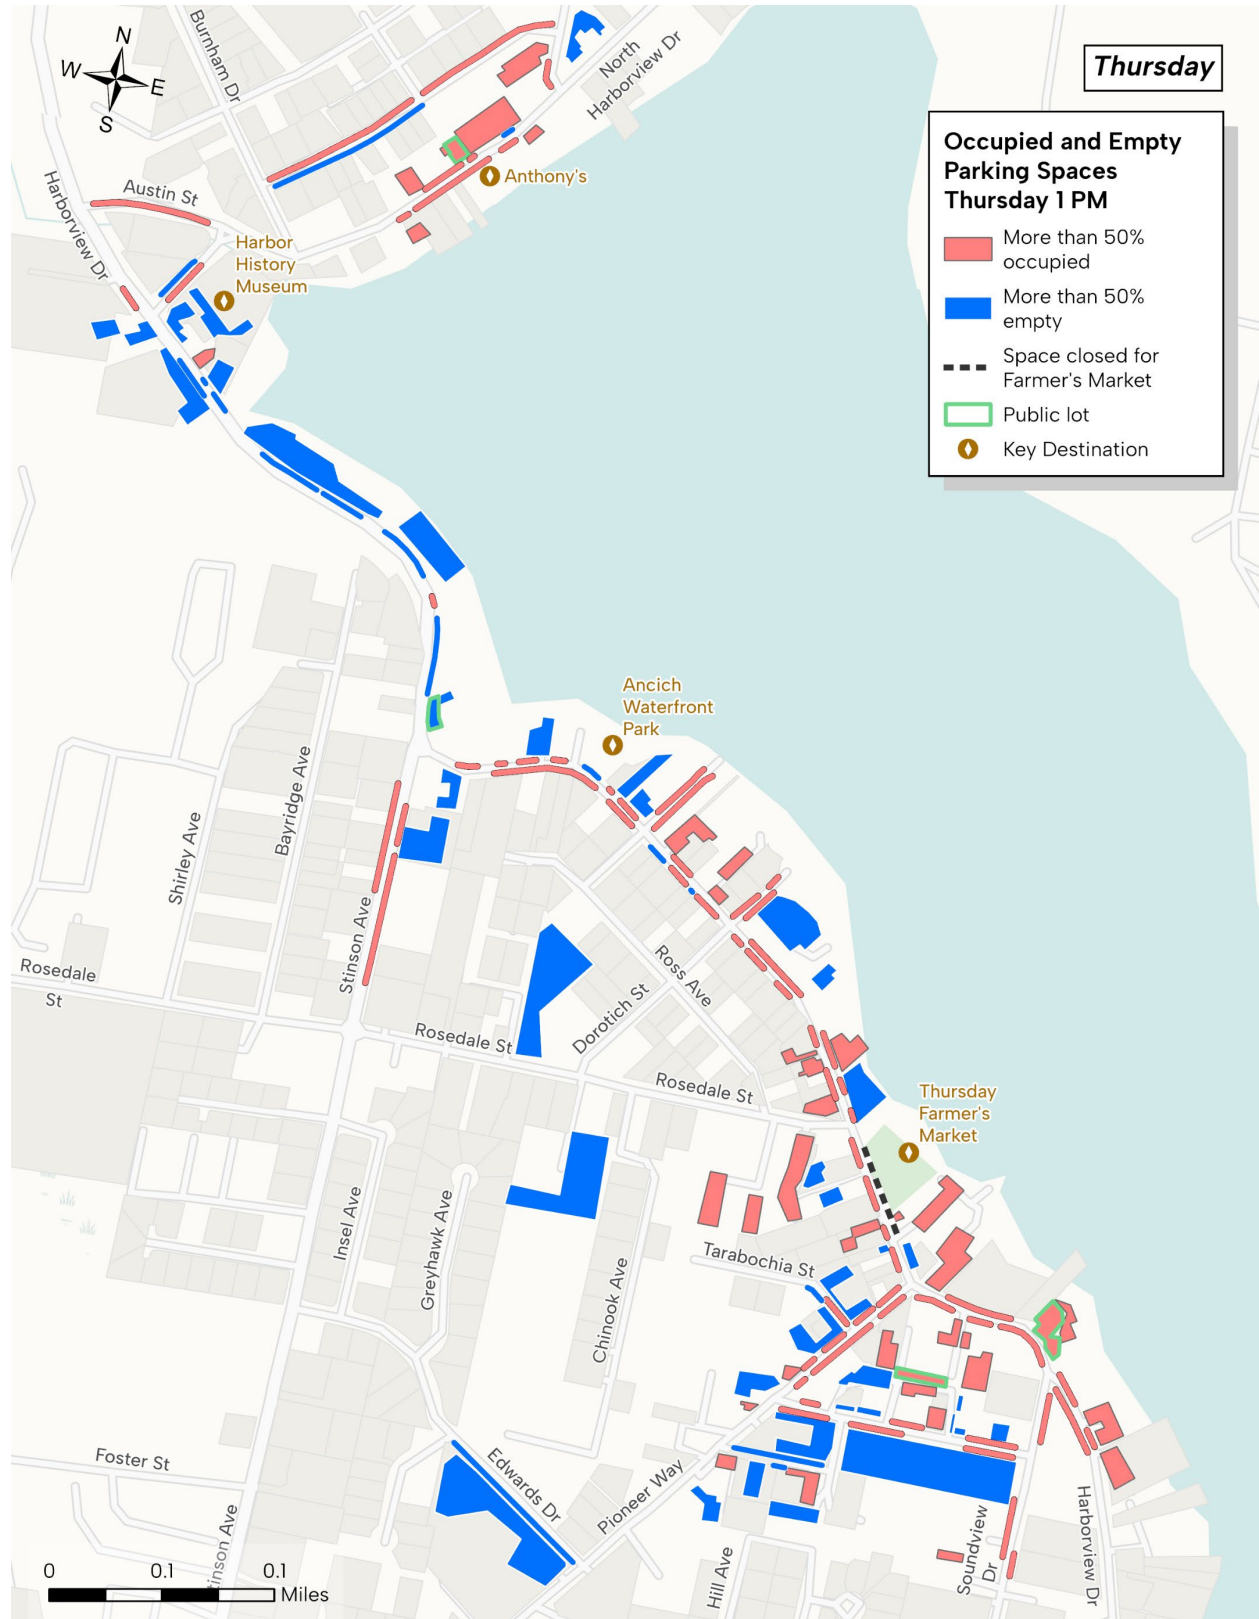 Thursday
Occupied and Empty
Parking Spaces
Thursday 1 PM
More than 50%
occupied
More than 50%
empty
Space closed for
Farmer's Market
Public lot
Key Destination
N
W
E
S
Burnham Dr
North
Harborview Dr
Anthony's
Austin St
Harborview Dr
Harbor
History
Museum
Ancich
Waterfront
Park
Bayridge Ave
Shirley Ave
Stinson Ave
Rosedale
St
Ross Ave
Dorotich St
Rosedale St
Rosedale St
Thursday
Farmer's
Market
Insel Ave
Greyhawk Ave
Chinook Ave
Tarabochia St
Foster St
Edwards Dr
Pioneer Way
tinson Ave
Hill Ave
Soundview
Dr
Harborview Dr
0
0.1
0.1
Miles